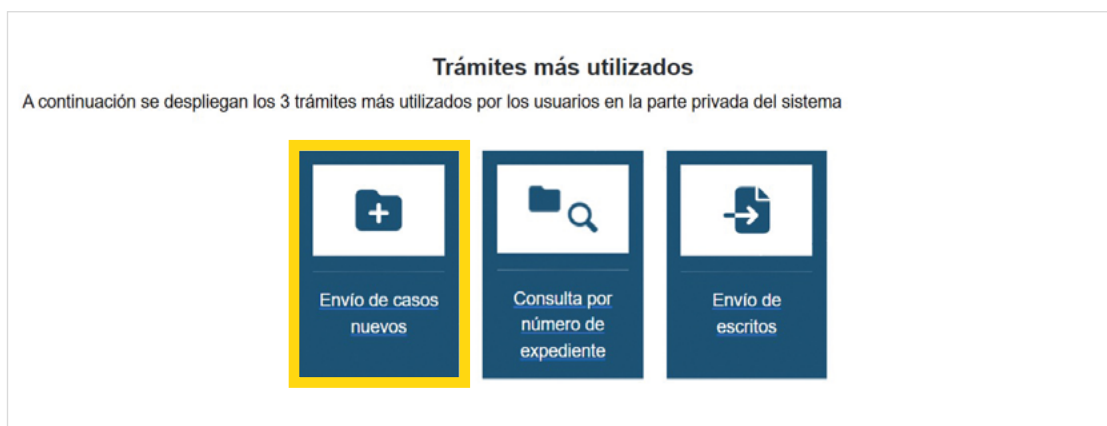 Trámites más utilizados
A continuación se despliegan los 3 trámites más utilizados por los usuarios en la parte privada del sistema
Envío de casos
nuevos
Consulta por
número de
expediente
Envío de
escritos